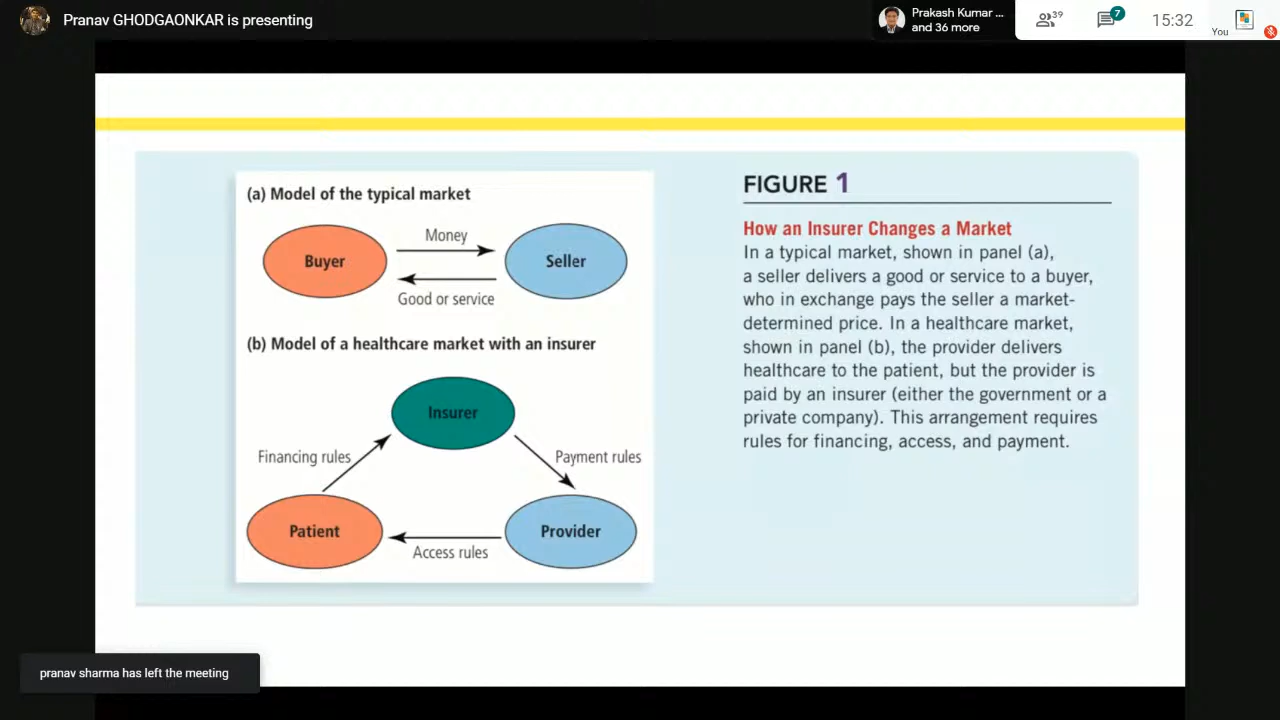 Pranav GHODGAONKAR is presenting
Prakash Kumar ...
and 36 more
39
7
15:32
You
(a) Model of the typical market
Buyer
Money
Good or service
Seller
(b) Model of a healthcare market with an insurer
Insurer
Financing rules
Payment rules
Patient
Access rules
Provider
FIGURE 1
How an Insurer Changes a Market
In a typical market, shown in panel (a),
a seller delivers a good or service to a buyer,
who in exchange pays the seller a market-
determined price. In a healthcare market,
shown in panel (b), the provider delivers
healthcare to the patient, but the provider is
paid by an insurer (either the government or a
private company). This arrangement requires
rules for financing, access, and payment.
pranav sharma has left the meeting